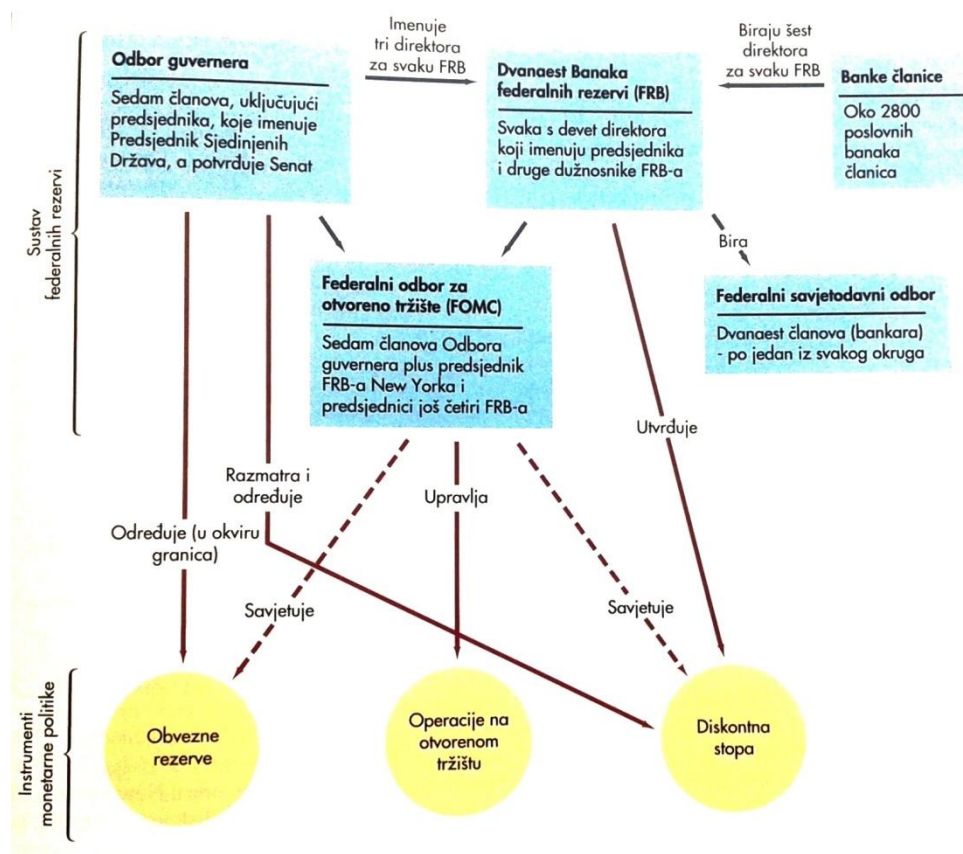 Imenuje
tri direktora
za svaku FRB
Biraju šest
direktora
za svaku FRB
Odbor guvernera
Sedam članova, uključujući
predsjednika, koje imenuje
Predsjednik Sjedinjenih
Država, a potvrđuje Senat
Dvanaest Banaka
federalnih rezervi (FRB)
Svaka s devet direktora
koji imenuju predsjednika
i druge dužnosnike FRB-a
Banke članice
Oko 2800
poslovnih
banaka
članica
Sustav
federalnih rezervi
Bira
Federalni odbor za
otvoreno tržište (FOMC)
Sedam članova Odbora
guvernera plus predsjednik
FRB-a New Yorka i
predsjednici još četiri FRB-a
Federalni savjetodavni odbor
Dvanaest članova (bankara)
- po jedan iz svakog okruga
Utvrđuje
Razmatra i
određuje
Upravlja
Određuje (u okviru
granica)
Savjetuje
Savjetuje
Instrumenti
monetarne politike
Obvezne
rezerve
Operacije na
otvorenom
tržištu
Diskontna
stopa